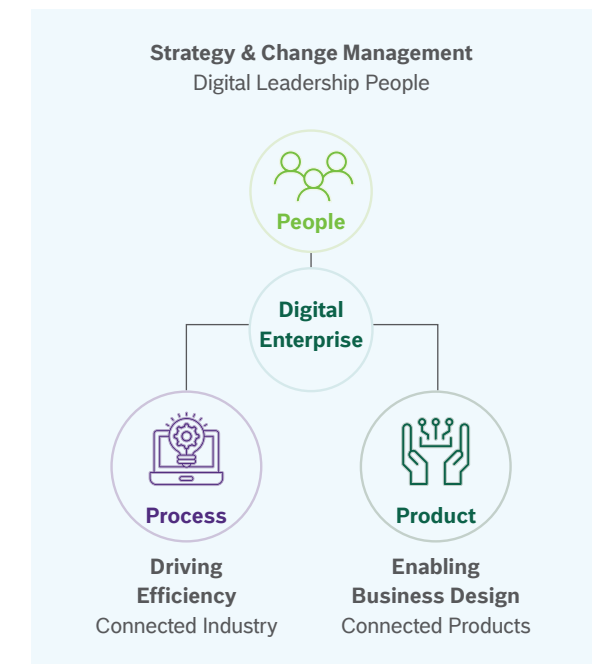 Strategy & Change Management
Digital Leadership People
People
Digital
Enterprise
Process
Product
Driving
Efficiency
Connected Industry
Enabling
Business Design
Connected Products